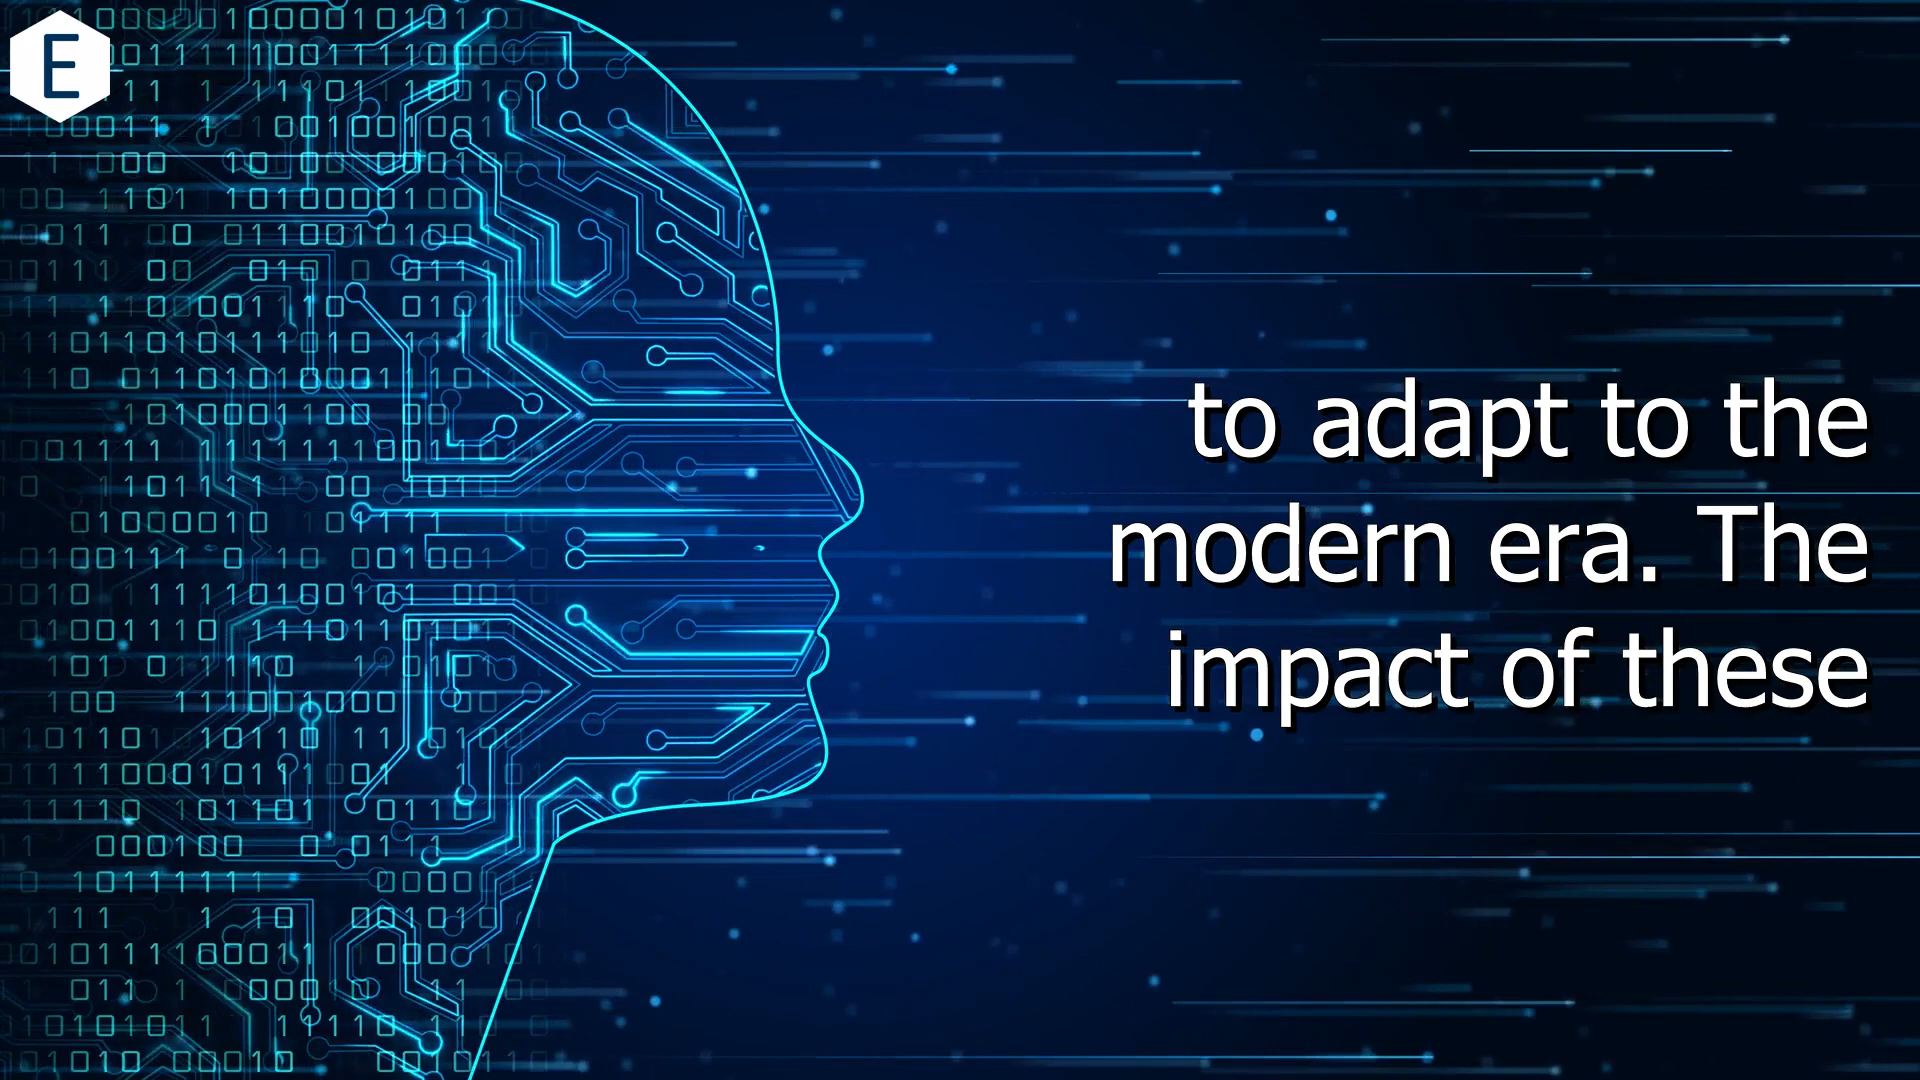 E
to adapt to the
modern era. The
impact of these